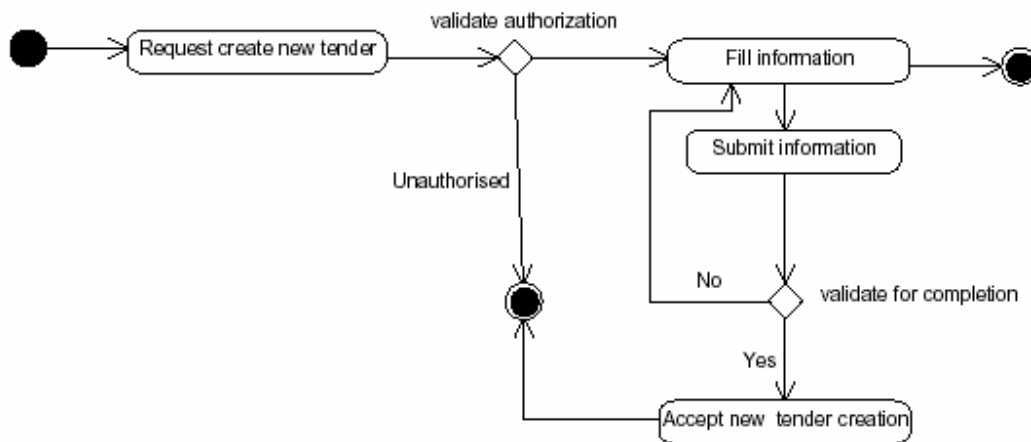 validate authorization
Request create new tender
Fill information
Submit information
Unauthorised
No
validate for completion
Yes
Accept new tender creation